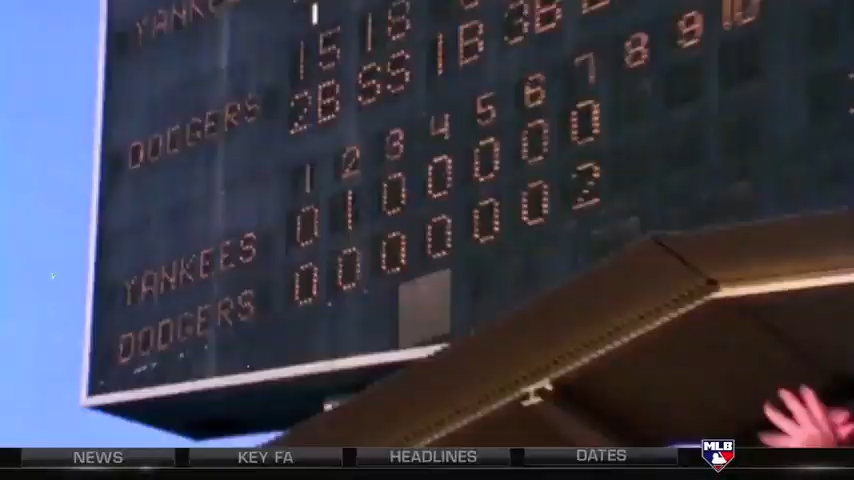 YANKE
15 18
DODGERS 2B SS 1B 3B
1 2 3 4 5 6 7 8 9 10
YANKEES 0 1 0 0 0 0 0
DODGERS 0 0 0 0 0 0 2
NEWS KEY FA HEADLINES DATES MLB